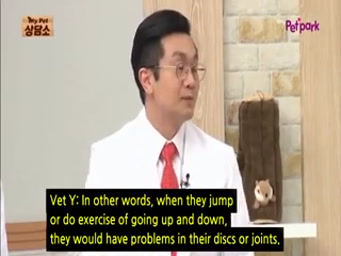 My Pet
상담소
Petpark
Vet Y: In other words, when they jump
or do exercise of going up and down,
they would have problems in their discs or joints.